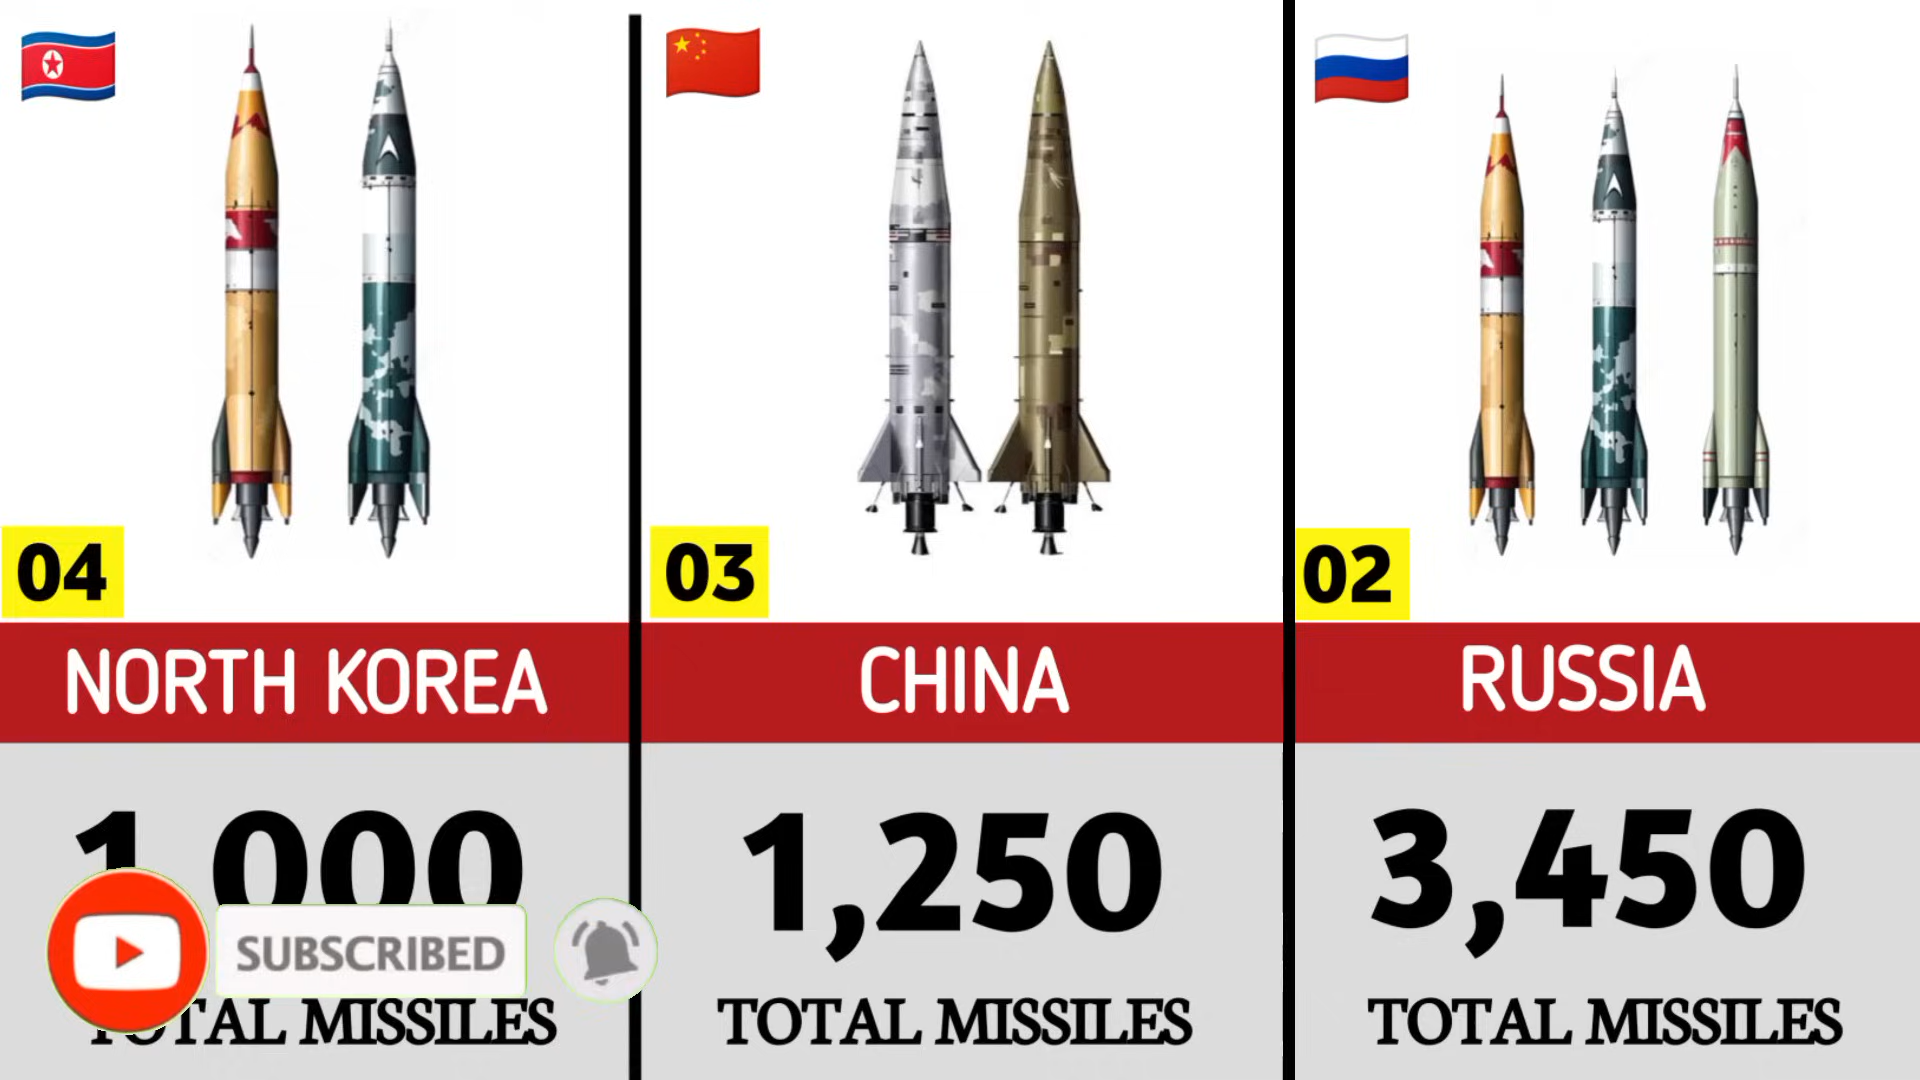 04
NORTH KOREA
1,000
SUBSCRIBED
TOTAL MISSILES
03
CHINA
1,250
TOTAL MISSILES
02
RUSSIA
3,450
TOTAL MISSILES